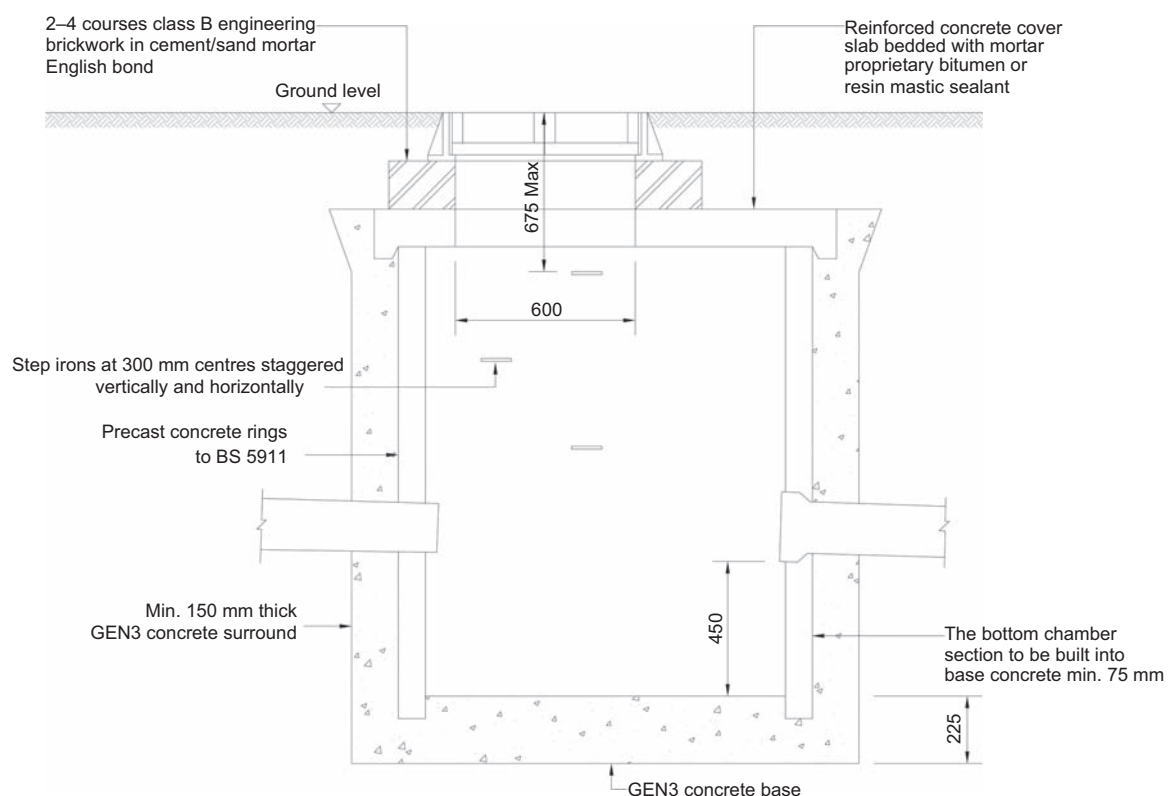 2–4 courses class B engineering
brickwork in cement/sand mortar
English bond
Reinforced concrete cover
slab bedded with mortar
proprietary bitumen or
resin mastic sealant
Ground level
675 Max
600
Step irons at 300 mm centres staggered
vertically and horizontally
Precast concrete rings
to BS 5911
Min. 150 mm thick
GEN3 concrete surround
450
The bottom chamber
section to be built into
base concrete min. 75 mm
225
GEN3 concrete base